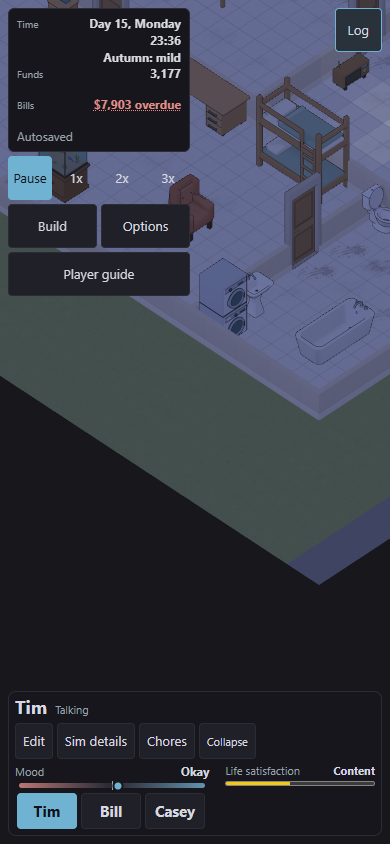 Time Day 15, Monday
23:36
Autumn: mild
Funds 3,177
Bills $7,903 overdue
Autosaved
Log
Pause 1x 2x 3x
Build Options
Player guide
Tim Talking
Edit Sim details Chores Collapse
Mood Okay Life satisfaction Content
Tim Bill Casey